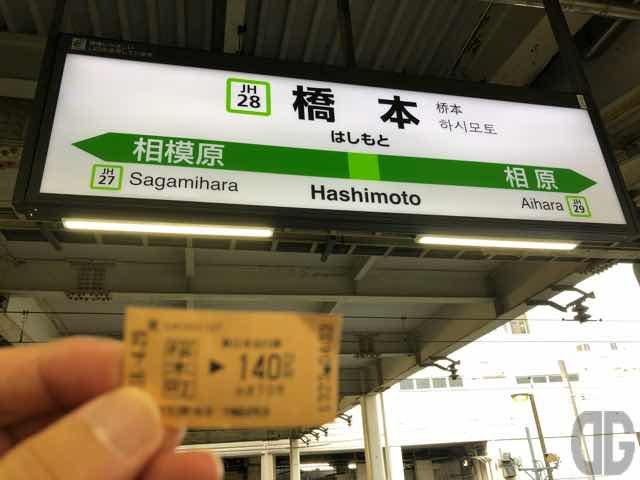 JH
28
橋本
桥本
하시모토
はしもと
相模原
相原
JH
27
Sagamihara
Hashimoto
Aihara
JH
29
▶ 140
DG